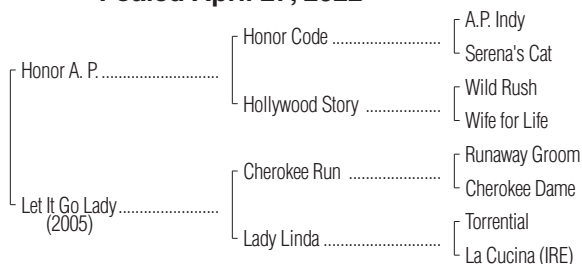 Foaled April 27, 2022
A.P. Indy
Honor Code
Serena's Cat
Honor A. P.
Wild Rush
Hollywood Story
Wife for Life
Runaway Groom
Cherokee Run
Cherokee Dame
Let It Go Lady
(2005)
Torrential
Lady Linda
La Cucina (IRE)